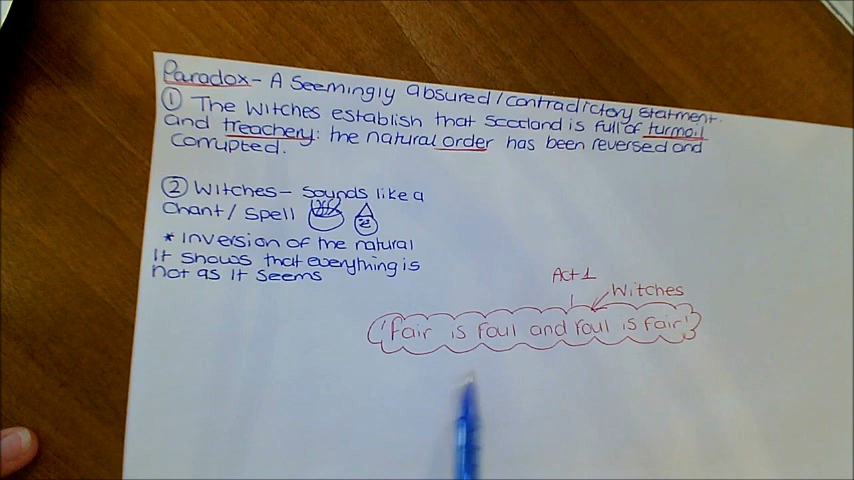 Paradox - A Seemingly absured/contradictory statment.
① The Witches establish that Scotland is full of turmoil
and treachery: the natural order has been reversed and
corrupted.
② Witches - Sounds like a
Chant/Spell
* Inversion of the natural
It shows that everything is
not as it seems
Act 1
Witches
'Fair is Foul and Foul is Fair'